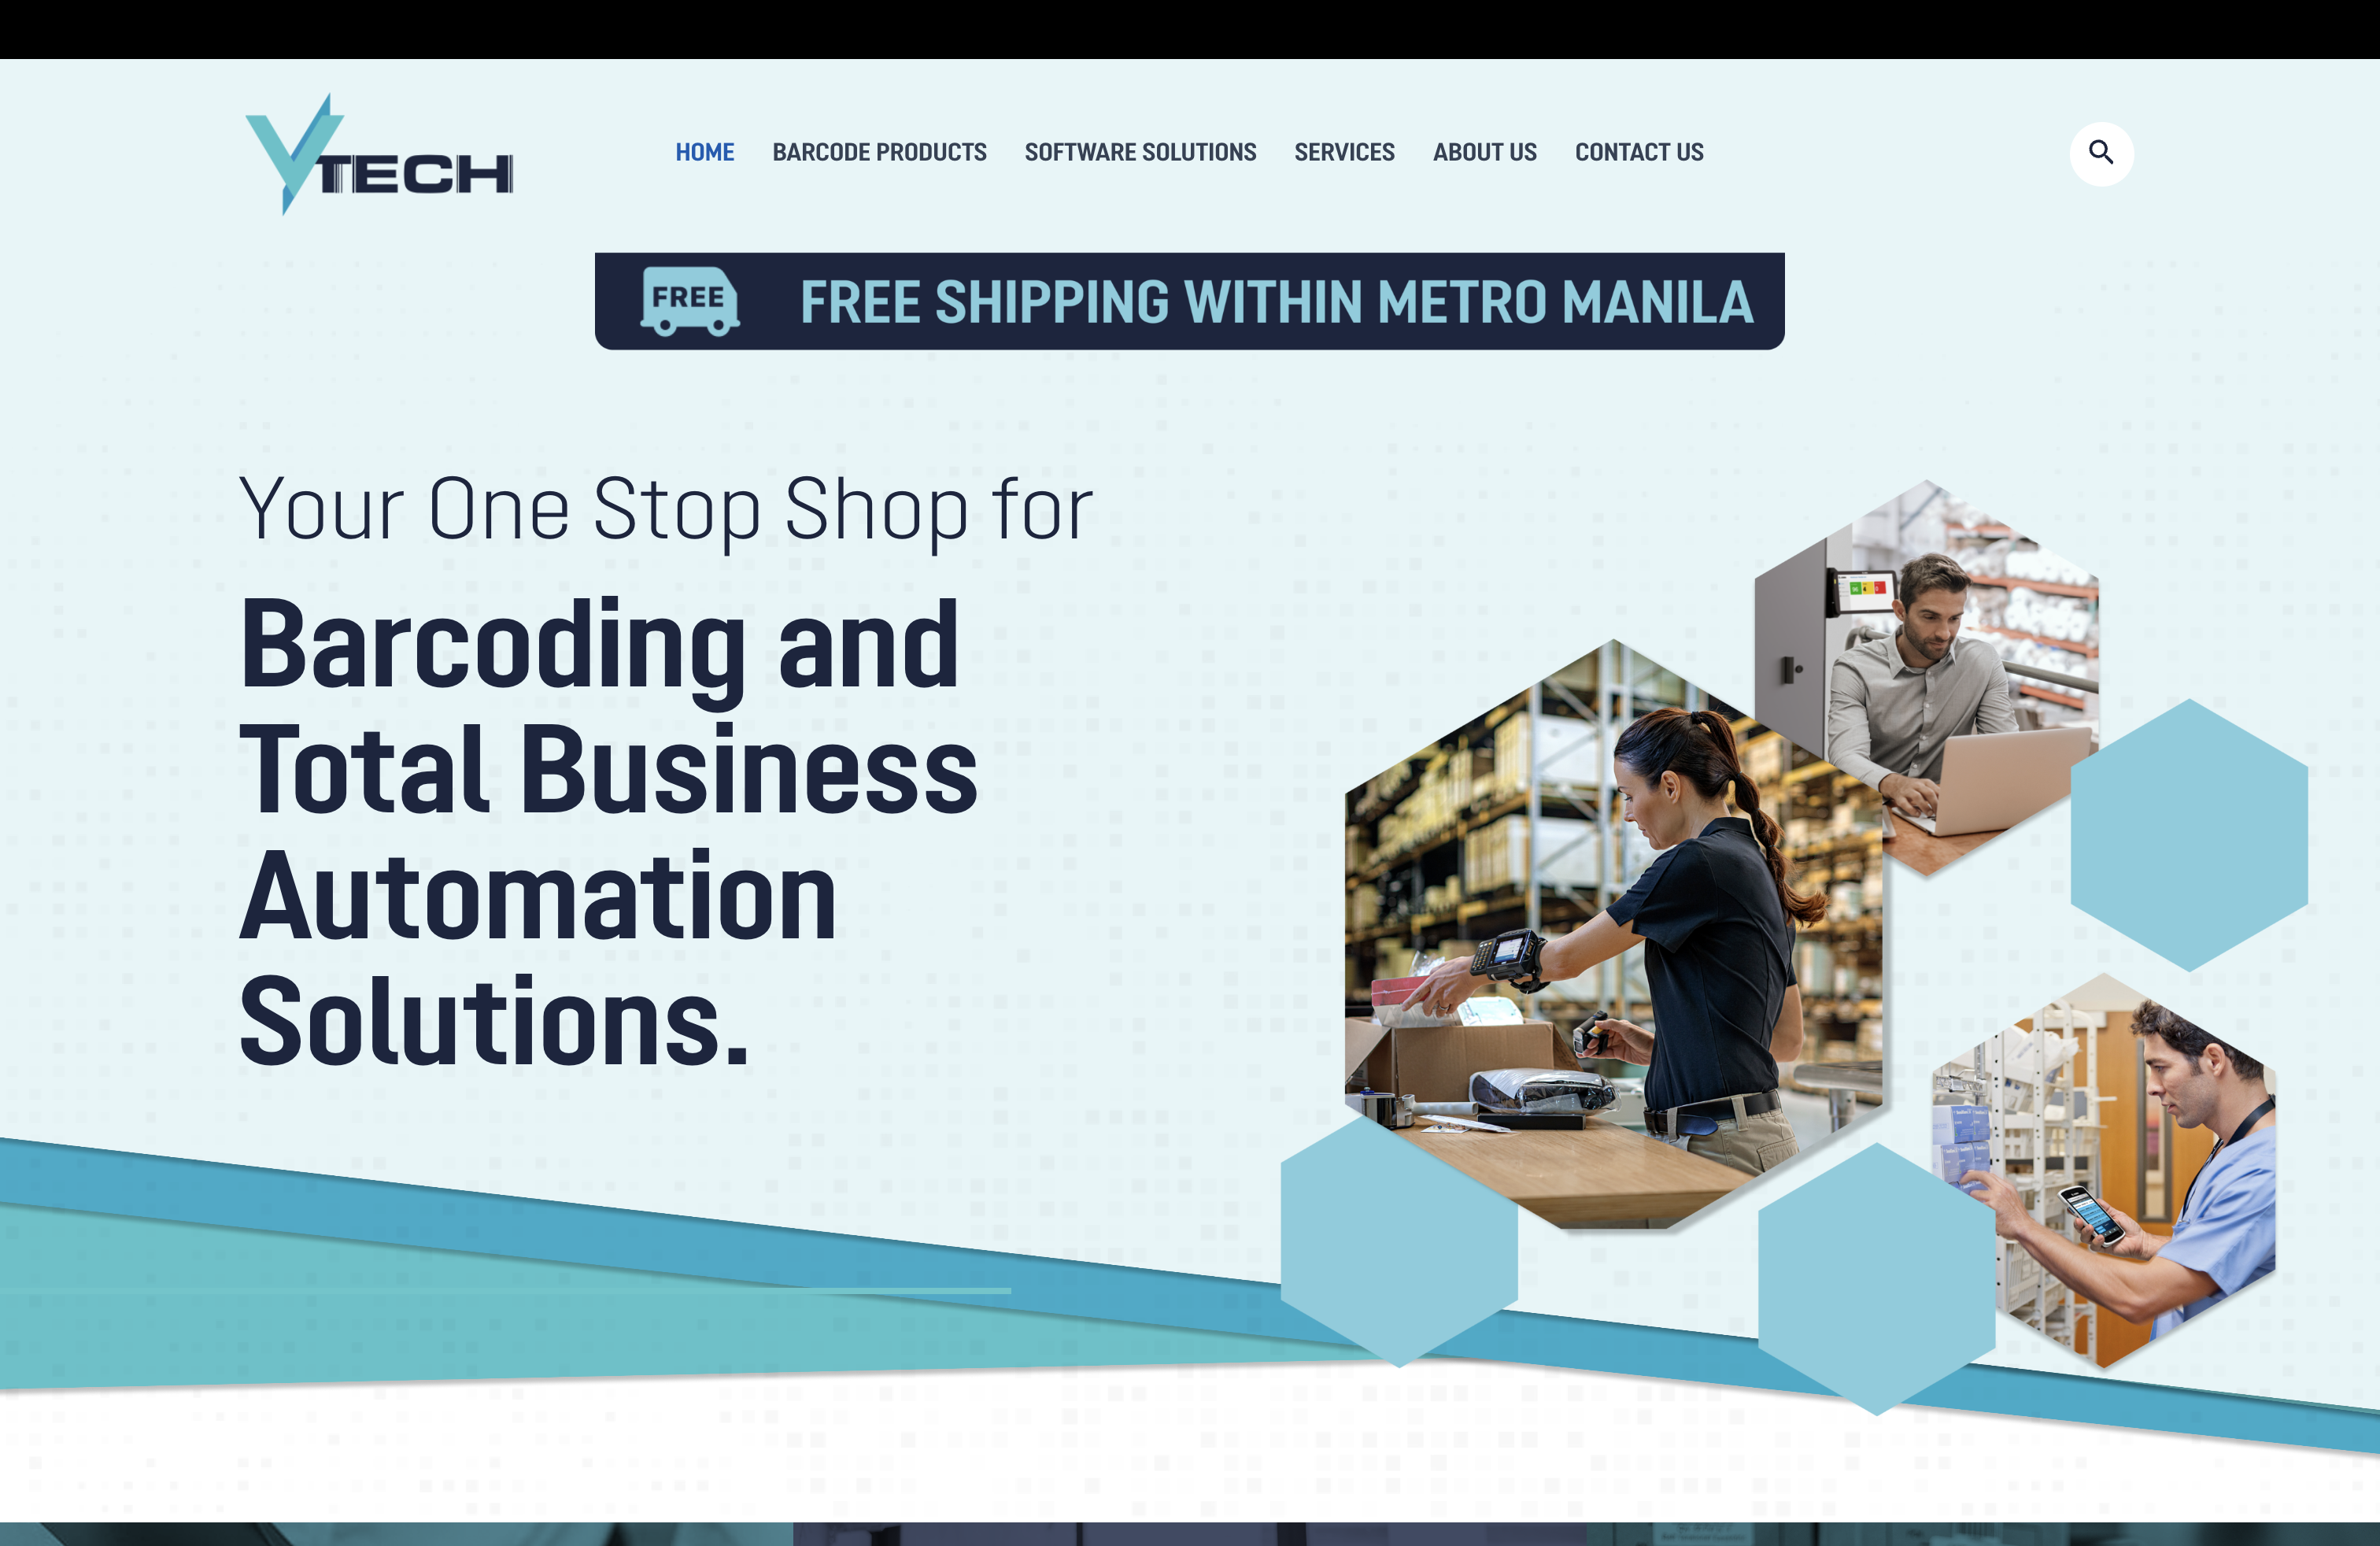 VTECH
HOME BARCODE PRODUCTS SOFTWARE SOLUTIONS SERVICES ABOUT US CONTACT US
FREE FREE SHIPPING WITHIN METRO MANILA
Your One Stop Shop for
Barcoding and
Total Business
Automation
Solutions.